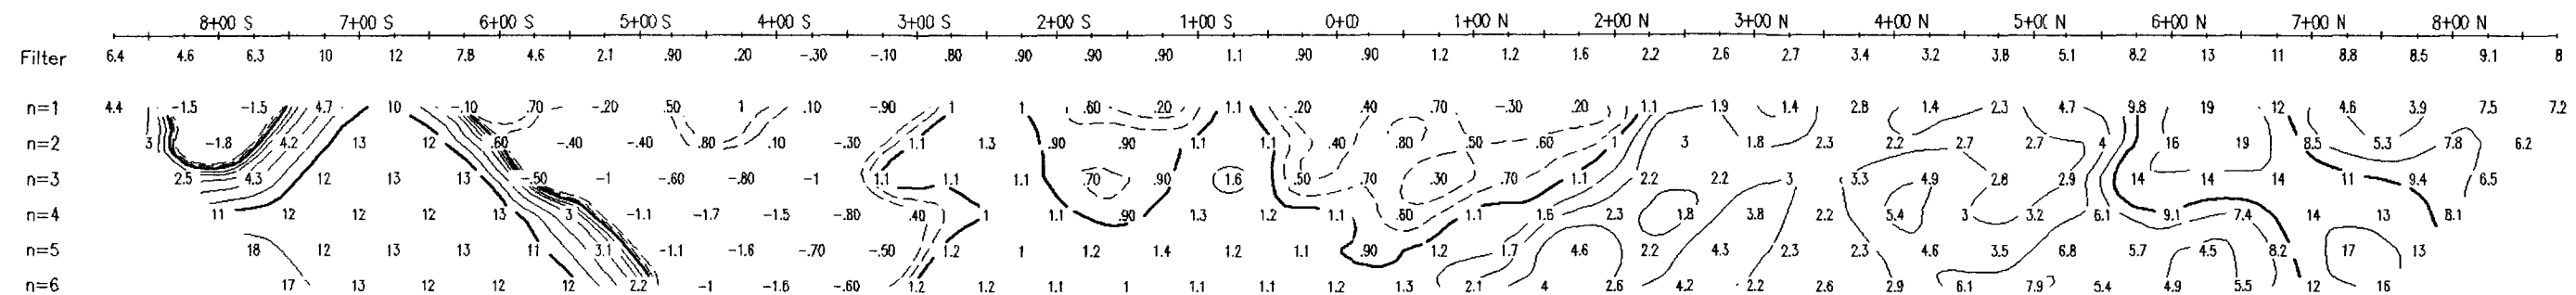 8+00 S 7+00 S 6+00 S 5+00 S 4+00 S 3+00 S 2+00 S 1+00 S 0+00 1+00 N 2+00 N 3+00 N 4+00 N 5+00 N 6+00 N 7+00 N 8+00 N
Filter 6.4 4.6 6.3 10 12 7.8 4.6 2.1 .90 .20 -.30 -.10 .80 .90 .90 .90 1.1 .90 .90 1.2 1.2 1.6 2.2 2.6 2.7 3.4 3.2 3.8 5.1 8.2 13 11 8.8 8.5 9.1 8
n=1 4.4 -1.5 -1.5 4.7 10 -.10 .70 -.20 .50 1 .10 -.90 1 1 .60 .20 1.1 .20 .40 .70 -.30 .20 1.1 1.9 1.4 2.8 1.4 2.3 4.7 9.8 19 12 4.6 3.9 7.5 7.2
n=2 3 -1.8 4.2 13 12 .60 -.40 -.40 .80 .10 -.30 1.1 1.3 .90 .90 1.1 1.1 .40 .80 .50 .60 1 3 1.8 2.3 2.2 2.7 2.7 4 16 19 8.5 5.3 7.8 6.2
n=3 2.5 4.3 12 13 13 -.50 -1 -.60 -.80 -1 1.1 1.1 1.1 .70 .90 1.6 .50 .70 .30 .70 1.1 2.2 2.2 3 3.3 4.9 2.8 2.9 14 14 14 11 9.4 6.5
n=4 11 12 12 12 13 3 -1.1 -1.7 -1.5 -.80 .40 1 1.1 .90 1.3 1.2 1.1 .60 1.1 1.6 2.3 1.8 3.8 2.2 5.4 3 3.2 6.1 9.1 7.4 14 13 8.1
n=5 18 12 13 13 11 3.1 -1.1 -1.6 -.70 -.50 1.2 1 1.2 1.4 1.2 1.1 .90 1.2 1.7 4.6 2.2 4.3 2.3 2.3 4.6 3.5 6.8 5.7 4.5 8.2 17 13
n=6 17 13 12 12 12 2.2 -1 -1.6 -.60 1.2 1.2 1.1 1 1.1 1.1 1.2 1.3 2.1 4 2.6 4.2 2.2 2.6 2.9 6.1 7.9 5.4 4.9 5.5 12 16